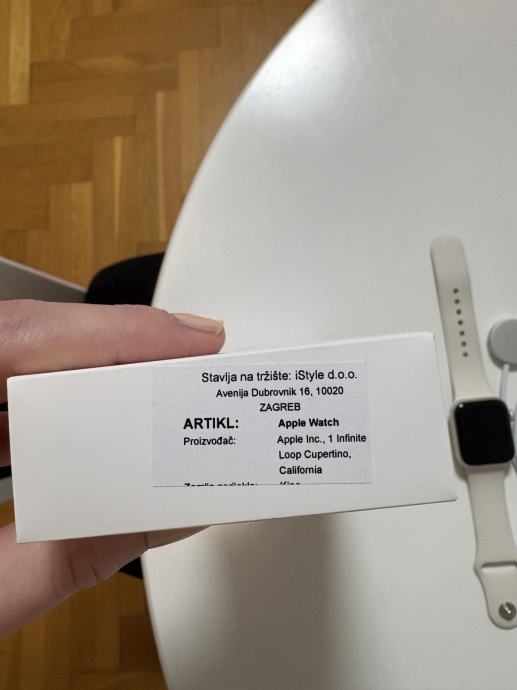 Stavlja na tržište: iStyle d.o.o.
Avenija Dubrovnik 16, 10020
ZAGREB
ARTIKL: Apple Watch
Proizvođač: Apple Inc., 1 Infinite
Loop Cupertino,
California